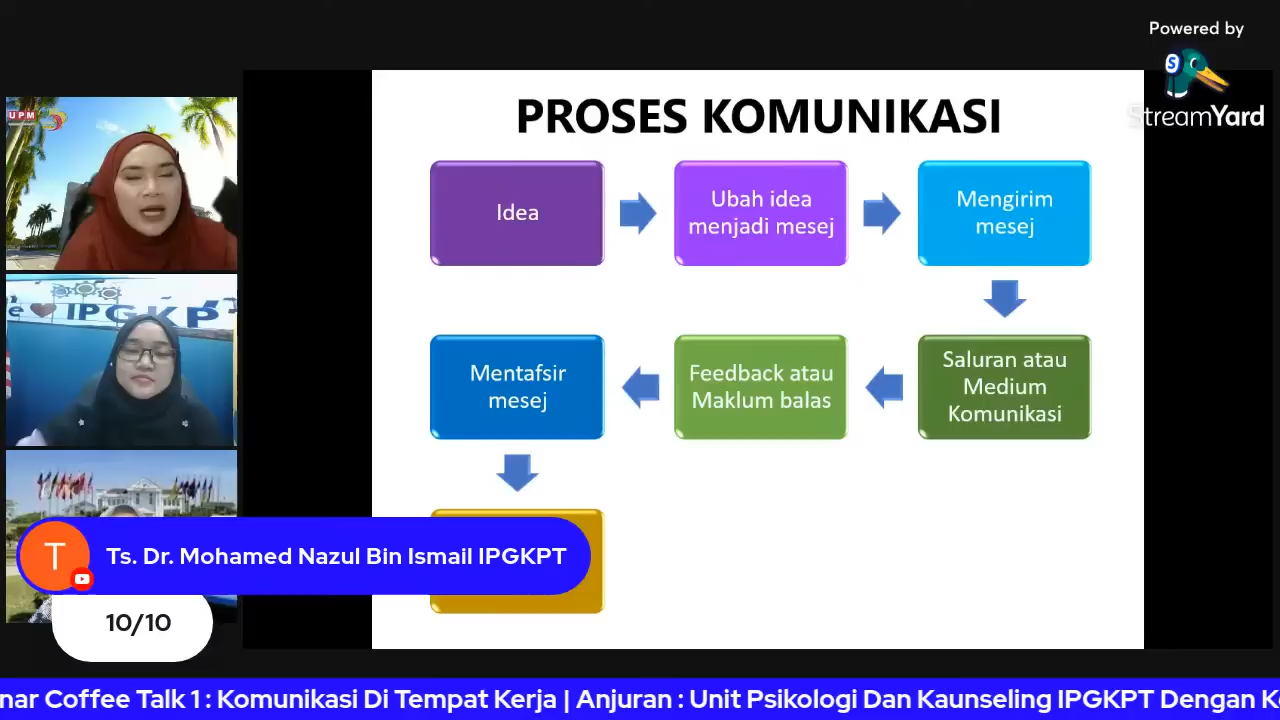 Powered by
StreamYard
UPM
PROSES KOMUNIKASI
Idea
Ubah idea
menjadi mesej
Mengirim
mesej
Saluran atau
Medium
Komunikasi
Feedback atau
Maklum balas
Mentafsir
mesej
IPGKPT
T
Ts. Dr. Mohamed Nazul Bin Ismail IPGKPT
10/10
nar Coffee Talk 1 : Komunikasi Di Tempat Kerja | Anjuran : Unit Psikologi Dan Kaunseling IPGKPT Dengan K